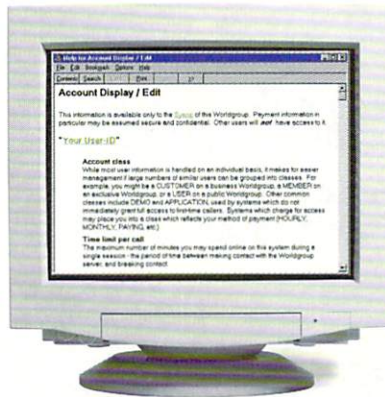 Help for Account Display / Edit
File Edit Bookmark Options Help
Contents Search Print
Account Display / Edit
This information is available only to the Sysop of the Worldgroup. Payment information in
particular may be assumed secure and confidential. Other users will not have access to it.
"Your User-ID"
Account class
While most user information is handled on an individual basis, it makes for easier
management if large numbers of similar users can be grouped into classes. For
example, you might be a CUSTOMER on a business Worldgroup, a MEMBER on
an exclusive Worldgroup, or a USER on a public Worldgroup. Other common
classes include DEMO and APPLICATION, used by systems which do not
immediately grant full access to first-time callers. Systems which charge for access
may place you into a class which reflects your method of payment (HOURLY,
MONTHLY, PAYING, etc.)
Time limit per call
The maximum number of minutes you may spend online on this system during a
single session - the period of time between making contact with the Worldgroup
server, and breaking contact.